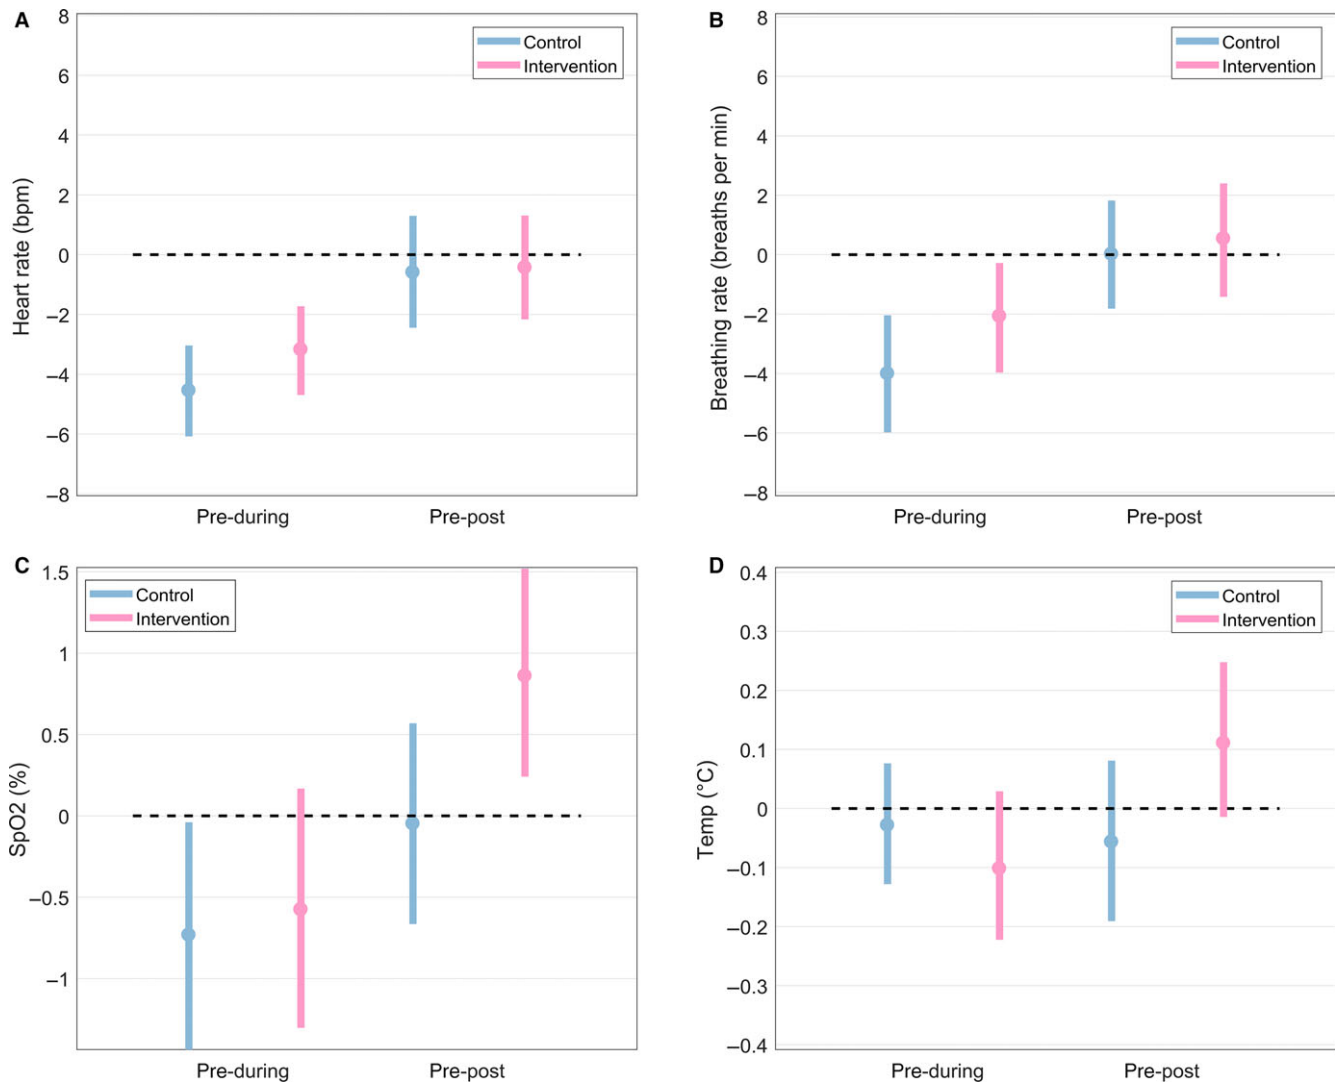 A
8
6
4
2
0
–2
–4
–6
–8
Heart rate (bpm)
Control
Intervention
Pre-during
Pre-post
B
8
6
4
2
0
–2
–4
–6
–8
Breathing rate (breaths per min)
Control
Intervention
Pre-during
Pre-post
C
1.5
1
0.5
0
–0.5
–1
SpO2 (%)
Control
Intervention
Pre-during
Pre-post
D
0.4
0.3
0.2
0.1
0
–0.1
–0.2
–0.3
–0.4
Temp (°C)
Control
Intervention
Pre-during
Pre-post